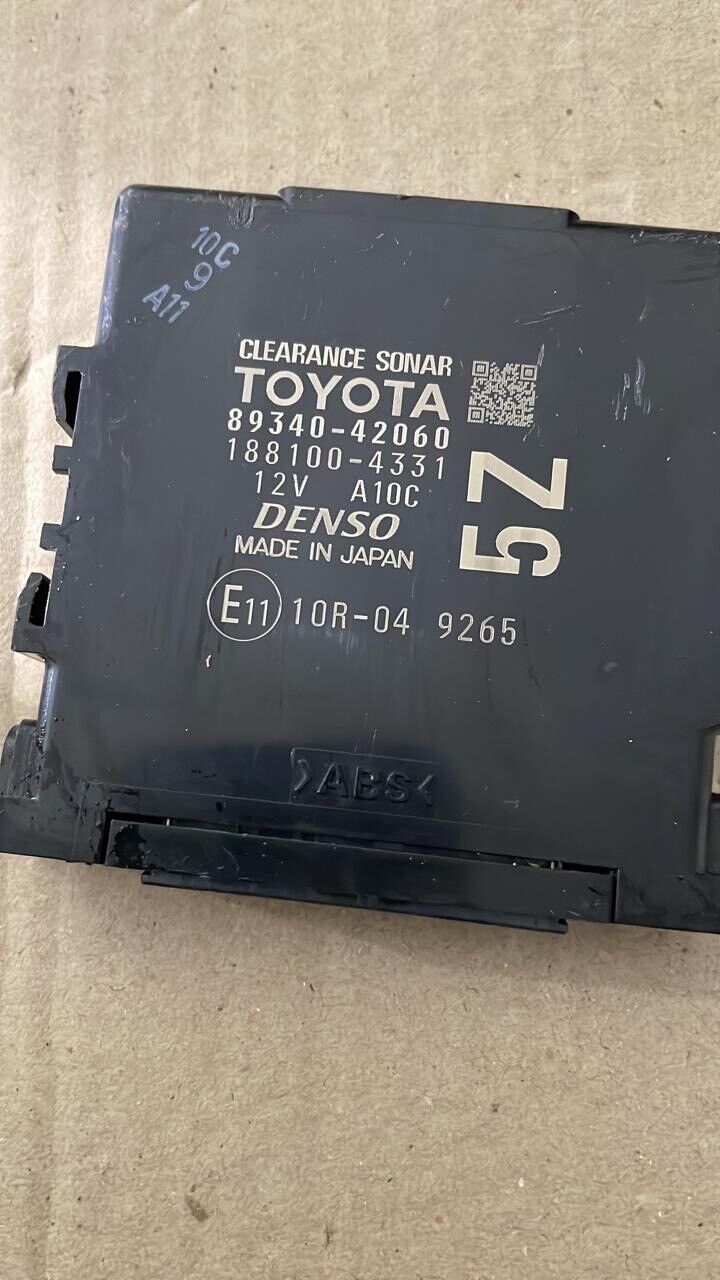 10C
9
A11
CLEARANCE SONAR
TOYOTA
89340-42060
188100-4331
12V A10C
DENSO
MADE IN JAPAN
5Z
E11 10R-04 9265
>ABS<